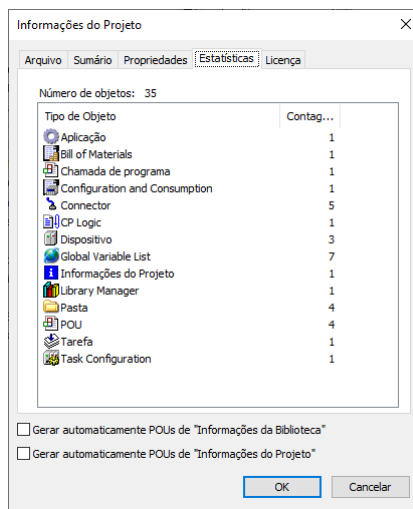 Informações do Projeto
Arquivo Sumário Propriedades Estatísticas Licença
Número de objetos: 35
Tipo de Objeto Contag...
Aplicação 1
Bill of Materials 1
Chamada de programa 1
Configuration and Consumption 1
Connector 5
CP Logic 1
Dispositivo 3
Global Variable List 7
Informações do Projeto 1
Library Manager 1
Pasta 4
POU 4
Tarefa 1
Task Configuration 1
Gerar automaticamente POUs de "Informações da Biblioteca"
Gerar automaticamente POUs de "Informações do Projeto"
OK Cancelar